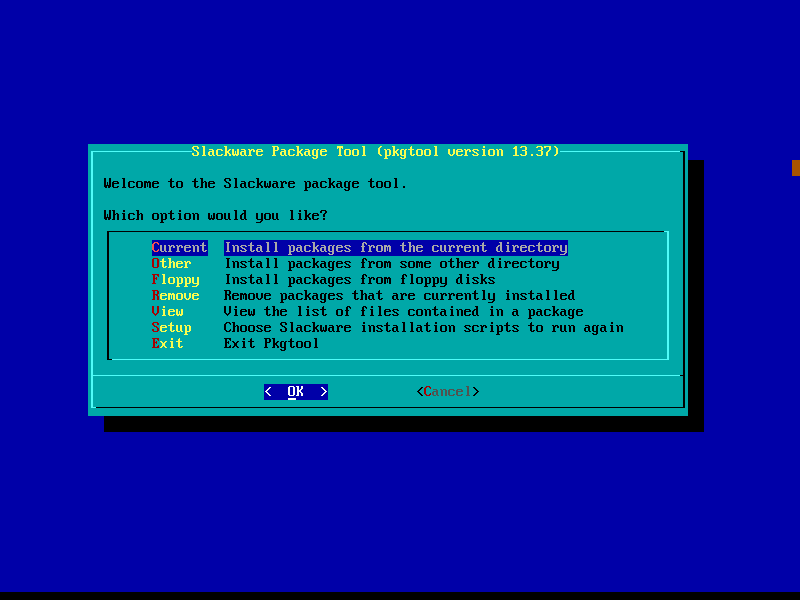 Slackware Package Tool (pkgtool version 13.37)
Welcome to the Slackware package tool.
Which option would you like?
Current Install packages from the current directory
Other Install packages from some other directory
Floppy Install packages from floppy disks
Remove Remove packages that are currently installed
View View the list of files contained in a package
Setup Choose Slackware installation scripts to run again
Exit Exit Pkgtool
< OK > <Cancel>